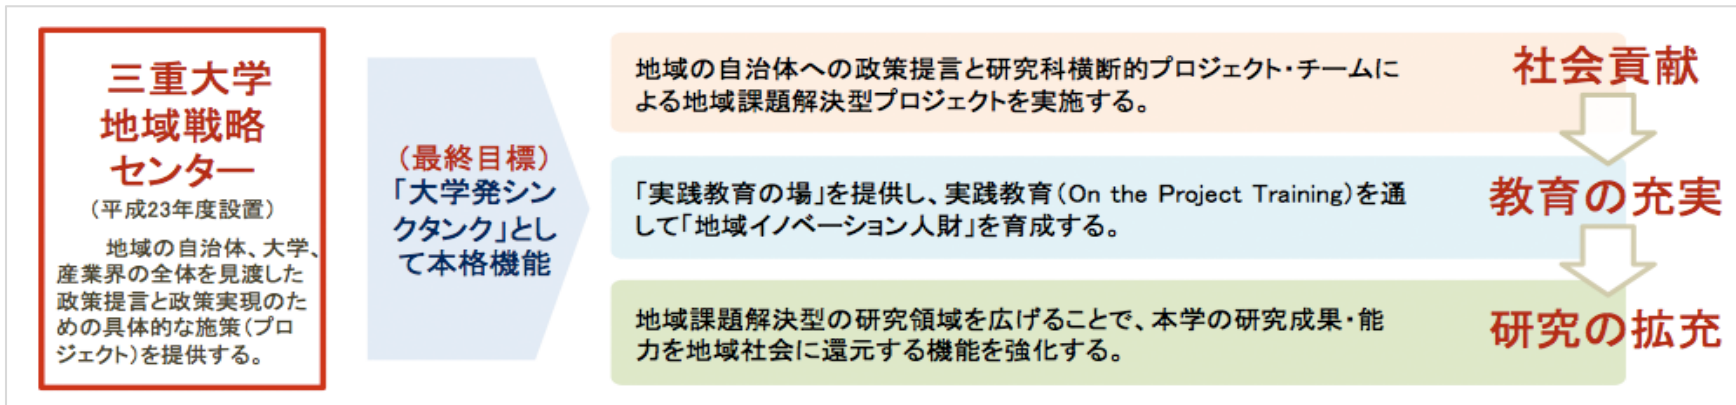 三重大学
地域戦略
センター
（平成23年度設置）
地域の自治体、大学、
産業界の全体を見渡した
政策提言と政策実現のた
めの具体的な施策（プロ
ジェクト）を提供する。
（最終目標）
「大学発シン
クタンク」とし
て本格機能
地域の自治体への政策提言と研究科横断的プロジェクト・チームに
よる地域課題解決型プロジェクトを実施する。
社会貢献
「実践教育の場」を提供し、実践教育（On the Project Training）を通
して「地域イノベーション人財」を育成する。
教育の充実
地域課題解決型の研究領域を広げることで、本学の研究成果・能
力を地域社会に還元する機能を強化する。
研究の拡充